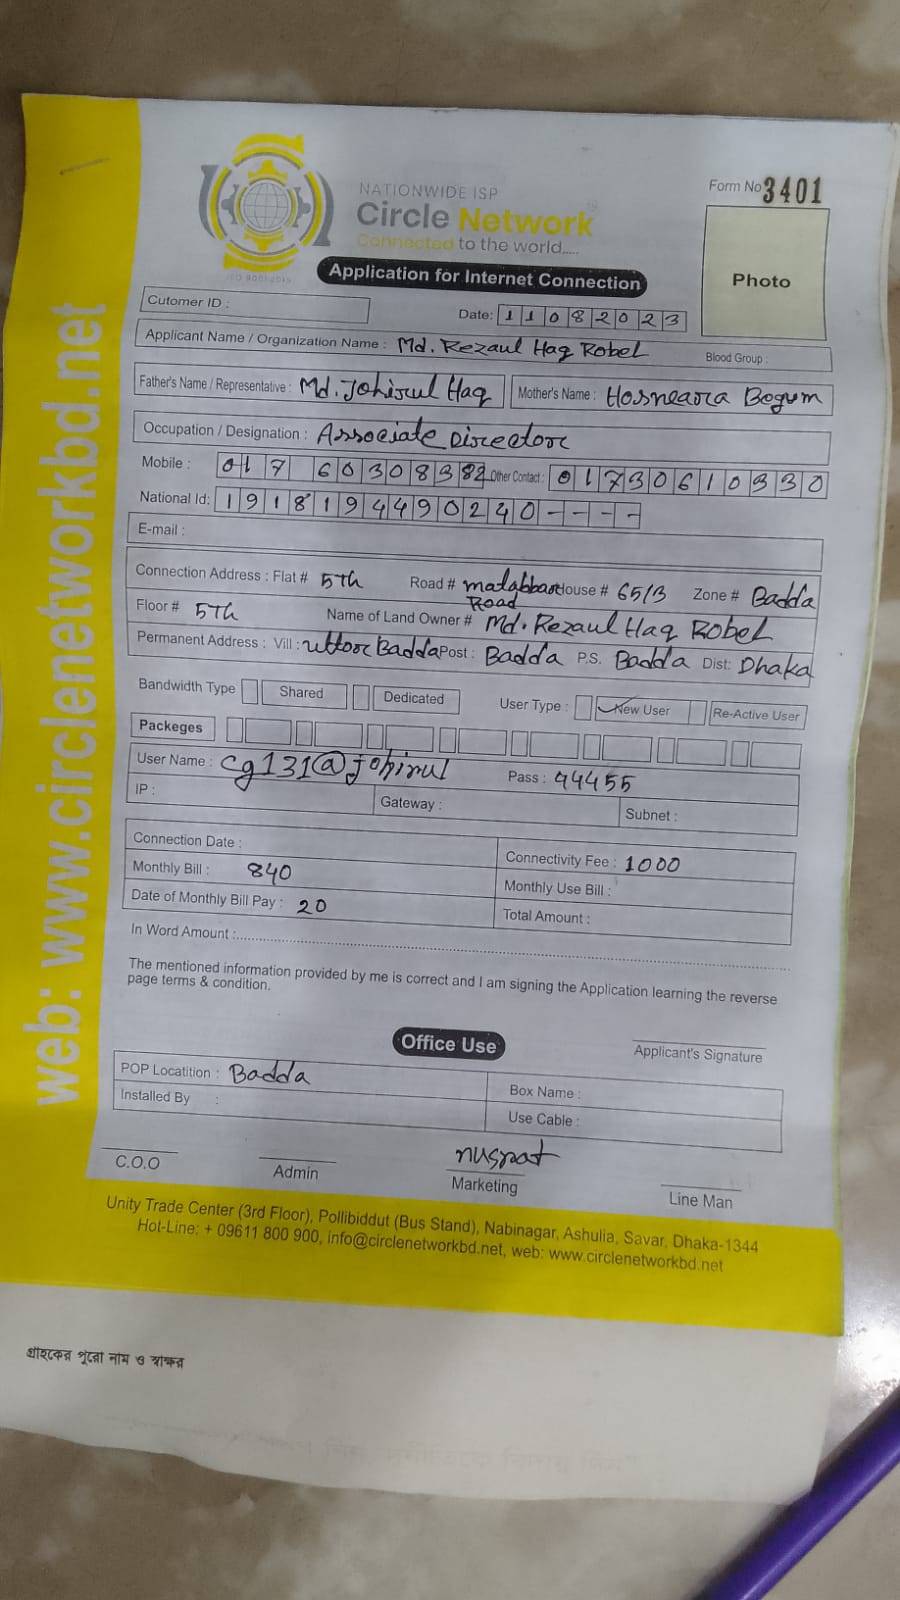 Form No 3401
NATIONWIDE ISP
Circle Network
Connected to the world.....
Photo
Application for Internet Connection
Cutomer ID :
Date: 11082023
Applicant Name / Organization Name : Md. Rezaul Haq Robel Blood Group :
Father's Name / Representative : Md. Johirul Haq Mother's Name : Hosneara Begum
Occupation / Designation : Associate Director
Mobile : 017 Other Contact : 01730610330
National Id: 19181944490240----
E-mail :
Connection Address : Flat # 5Th Road # malabbar Road House # 65/3 Zone # Badda
Floor # 5Th Name of Land Owner # Md. Rezaul Haq Robel
Permanent Address : Vill : uttor Badda Post : Badda P.S. Badda Dist: Dhaka
Bandwidth Type Shared Dedicated User Type : New User Re-Active User
Packeges
User Name : cg131@johirul Pass : 44455
IP : Gateway : Subnet :
Connection Date : Connectivity Fee : 1000
Monthly Bill : 840 Monthly Use Bill :
Date of Monthly Bill Pay : 20 Total Amount :
In Word Amount :
The mentioned information provided by me is correct and I am signing the Application learning the reverse
page terms & condition.
Office Use
Applicant's Signature
POP Locatition : Badda Box Name :
Installed By : Use Cable :
C.O.O Admin nusrat Marketing Line Man
Unity Trade Center (3rd Floor), Pollibiddut (Bus Stand), Nabinagar, Ashulia, Savar, Dhaka-1344
Hot-Line: + 09611 800 900, info@circlenetworkbd.net, web: www.circlenetworkbd.net
web: www.circlenetworkbd.net
গ্রাহকের পুরো নাম ও স্বাক্ষর